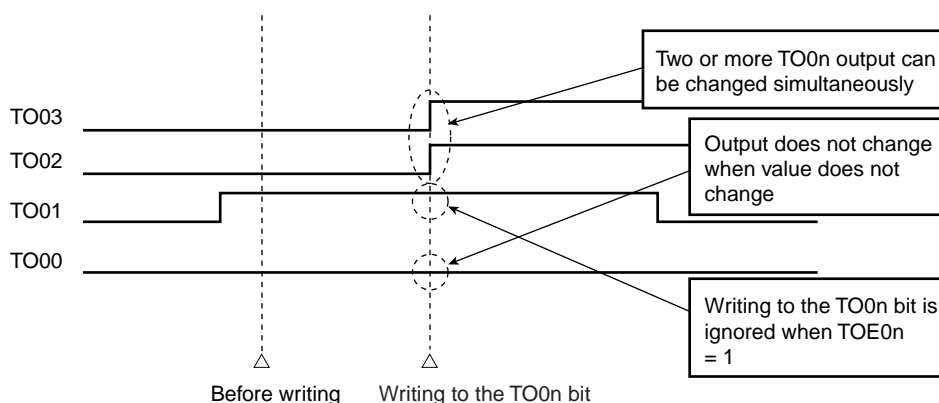 Two or more TO0n output can
be changed simultaneously
TO03
Output does not change
when value does not
change
TO02
TO01
TO00
Writing to the TO0n bit is
ignored when TOE0n
= 1
Before writing
Writing to the TO0n bit